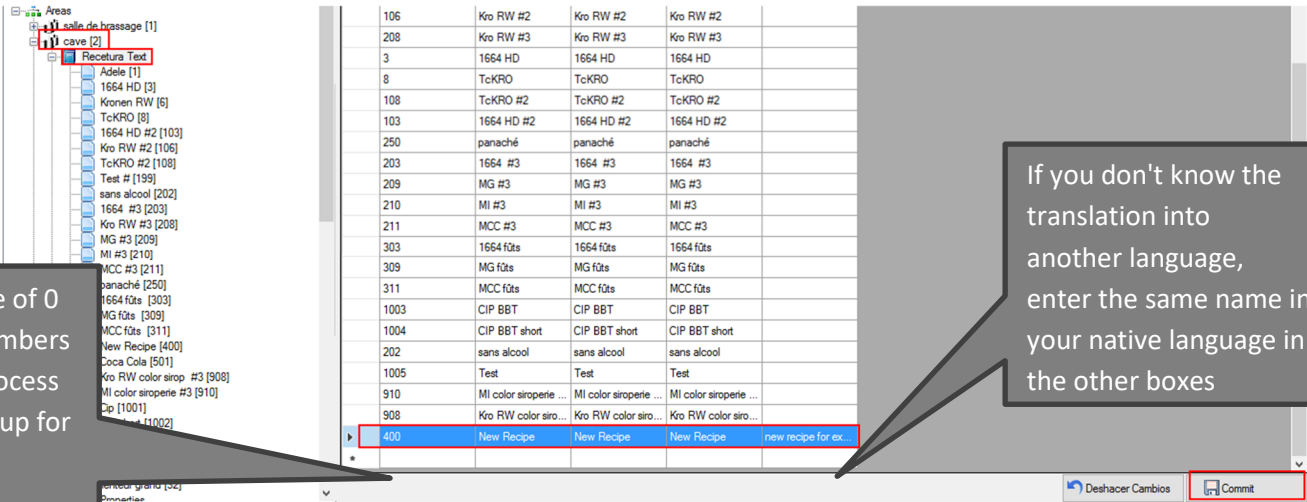 Areas
salle de brassage [1]
cave [2]
Recetura Text
Adele [1]
1664 HD [3]
Kronen RW [6]
TcKRO [8]
1664 HD #2 [103]
Kro RW #2 [106]
TcKRO #2 [108]
Test # [199]
sans alcool [202]
1664 #3 [203]
Kro RW #3 [208]
MG #3 [209]
MI #3 [210]
MCC #3 [211]
panaché [250]
1664 fûts [303]
MG fûts [309]
MCC fûts [311]
New Recipe [400]
Coca Cola [501]
Kro RW color sirop #3 [908]
MI color siroperie #3 [910]
Cip [1001]
[1002]
grand [32]
Properties
e of 0
mbers
ocess
up for
106 Kro RW #2 Kro RW #2 Kro RW #2
208 Kro RW #3 Kro RW #3 Kro RW #3
3 1664 HD 1664 HD 1664 HD
8 TcKRO TcKRO TcKRO
108 TcKRO #2 TcKRO #2 TcKRO #2
103 1664 HD #2 1664 HD #2 1664 HD #2
250 panaché panaché panaché
203 1664 #3 1664 #3 1664 #3
209 MG #3 MG #3 MG #3
210 MI #3 MI #3 MI #3
211 MCC #3 MCC #3 MCC #3
303 1664 fûts 1664 fûts 1664 fûts
309 MG fûts MG fûts MG fûts
311 MCC fûts MCC fûts MCC fûts
1003 CIP BBT CIP BBT CIP BBT
1004 CIP BBT short CIP BBT short CIP BBT short
202 sans alcool sans alcool sans alcool
1005 Test Test Test
910 MI color siroperie ... MI color siroperie ... MI color siroperie ...
908 Kro RW color siro... Kro RW color siro... Kro RW color siro...
400 New Recipe New Recipe New Recipe new recipe for ex...
If you don't know the
translation into
another language,
enter the same name in
your native language in
the other boxes
Deshacer Cambios
Commit